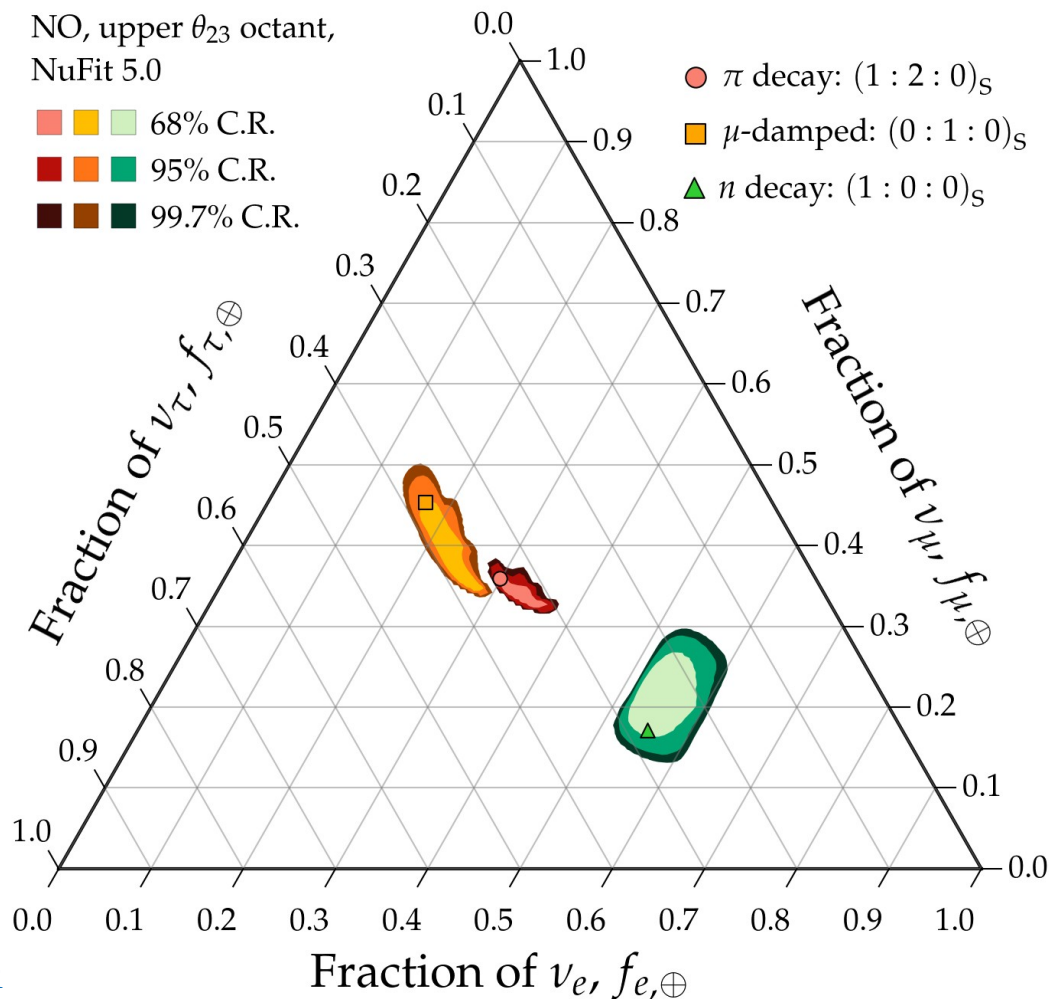 NO, upper θ₂₃ octant,
NuFit 5.0
68% C.R.
95% C.R.
99.7% C.R.
π decay: (1 : 2 : 0)S
μ-damped: (0 : 1 : 0)S
n decay: (1 : 0 : 0)S
Fraction of ντ, fτ,⊕
0.0
0.1
0.2
0.3
0.4
0.5
0.6
0.7
0.8
0.9
1.0
Fraction of νμ, fμ,⊕
1.0
0.9
0.8
0.7
0.6
0.5
0.4
0.3
0.2
0.1
0.0
0.0 0.1 0.2 0.3 0.4 0.5 0.6 0.7 0.8 0.9 1.0
Fraction of νe, fe,⊕